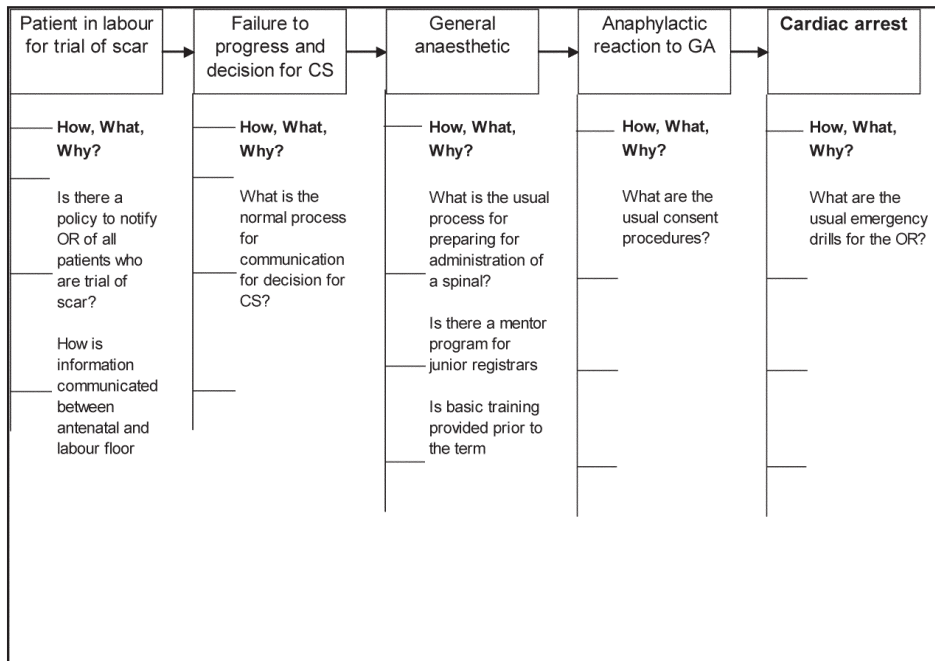 Patient in labour
for trial of scar
Failure to
progress and
decision for CS
General
anaesthetic
Anaphylactic
reaction to GA
Cardiac arrest
How, What,
Why?
Is there a
policy to notify
OR of all
patients who
are trial of
scar?
How is
information
communicated
between
antenatal and
labour floor
How, What,
Why?
What is the
normal process
for
communication
for decision for
CS?
How, What,
Why?
What is the usual
process for
preparing for
administration of
a spinal?
Is there a mentor
program for
junior registrars
Is basic training
provided prior to
the term
How, What,
Why?
What are the
usual consent
procedures?
How, What,
Why?
What are the
usual emergency
drills for the OR?